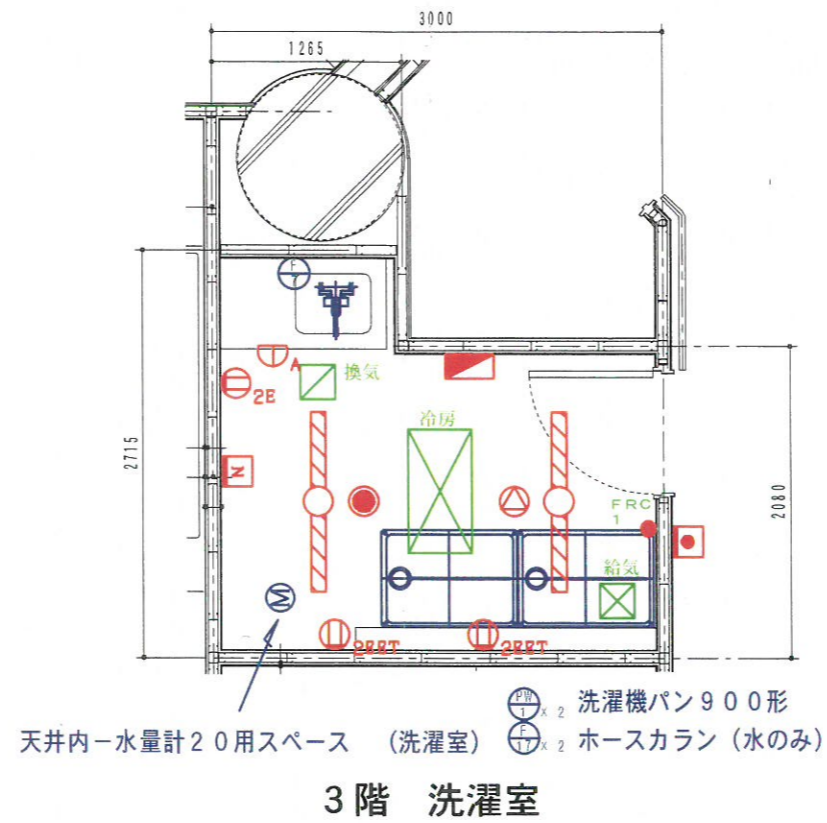 3000
1265
F
7
A
換気
2E
冷房
2715
2080
N
FRC
1
給気
M
2EET
2EET
PW
1 × 2 洗濯機パン900形
天井内－水量計20用スペース (洗濯室)
F
17 × 2 ホースカラン (水のみ)
3階 洗濯室